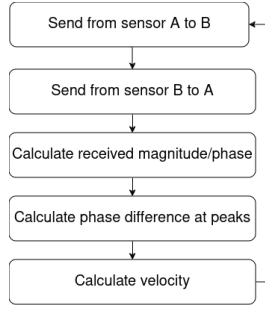 Send from sensor A to B
Send from sensor B to A
Calculate received magnitude/phase
Calculate phase difference at peaks
Calculate velocity